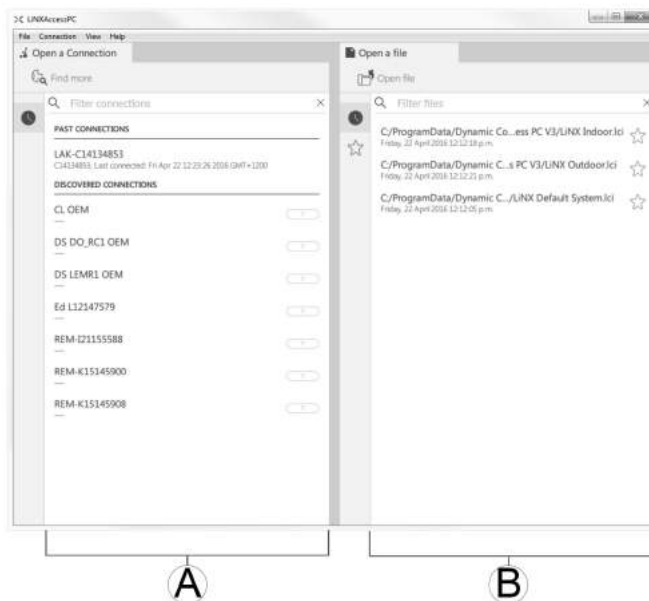 LiNXAccessPC
File Connection View Help
Open a Connection
Find more
Filter connections
PAST CONNECTIONS
LAK-C14134853
C14134853; Last connected: Fri Apr 22 12:23:26 2016 GMT+1200
DISCOVERED CONNECTIONS
CL OEM
DS DO_RC1 OEM
DS LEMR1 OEM
Ed L12147579
REM-I21155588
REM-K15145900
REM-K15145908
Open a file
Open file
Filter files
C:/ProgramData/Dynamic Co...ess PC V3/LiNX Indoor.lci
Friday, 22 April 2016 12:12:18 p.m.
C:/ProgramData/Dynamic C...s PC V3/LiNX Outdoor.lci
Friday, 22 April 2016 12:12:21 p.m.
C:/ProgramData/Dynamic C.../LiNX Default System.lci
Friday, 22 April 2016 12:12:05 p.m.
A
B